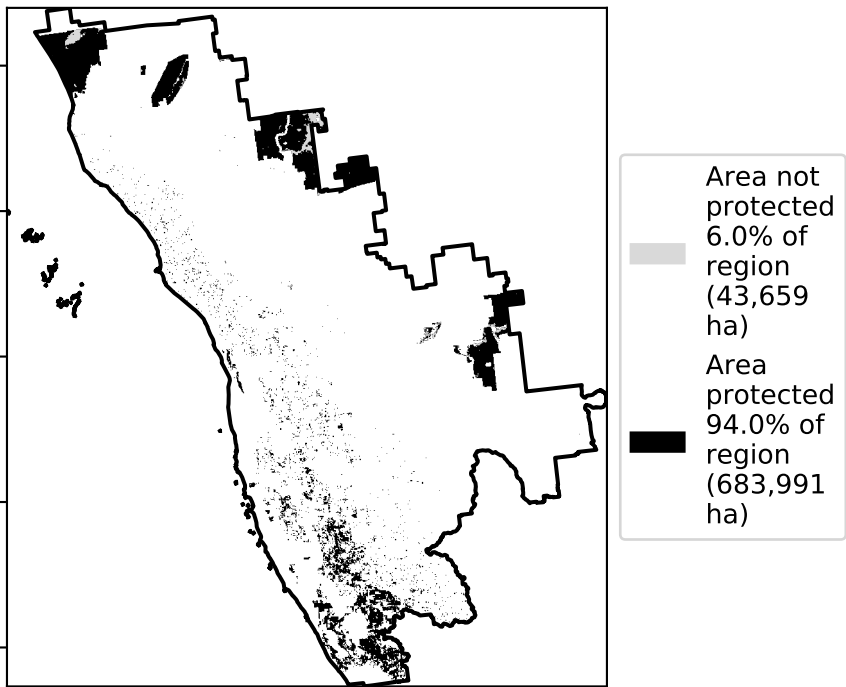 Area not
protected
6.0% of
region
(43,659
ha)
Area
protected
94.0% of
region
(683,991
ha)